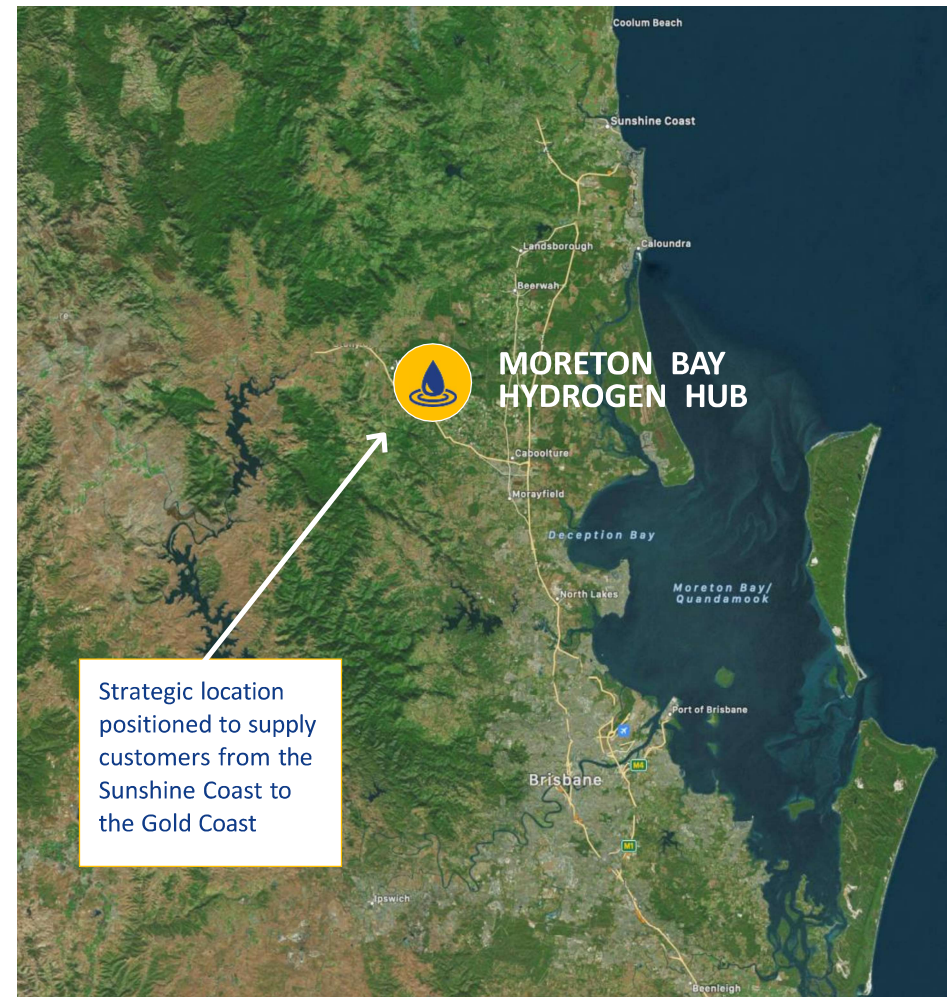 Coolum Beach
Sunshine Coast
Landsborough
Caloundra
Beerwah
MORETON BAY
HYDROGEN HUB
Caboolture
Morayfield
Deception Bay
Moreton Bay/
Quandamook
North Lakes
Strategic location
positioned to supply
customers from the
Sunshine Coast to
the Gold Coast
Port of Brisbane
M4
Brisbane
M1
Ipswich
Beenleigh